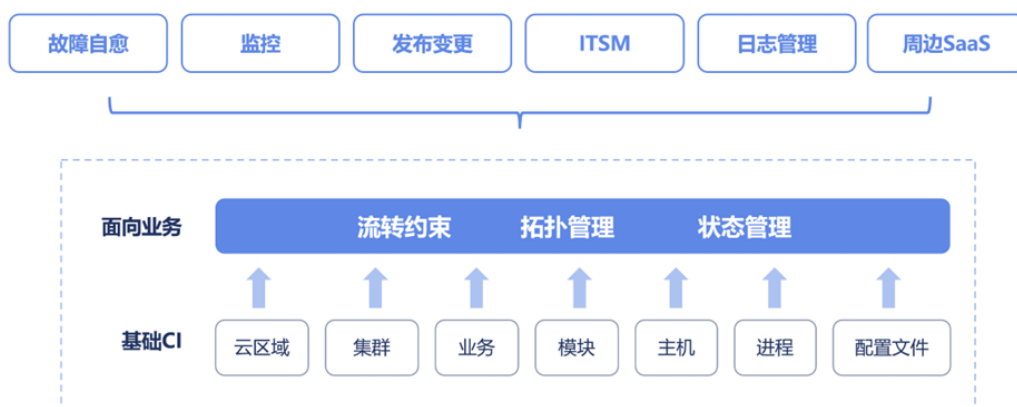 故障自愈 监控 发布变更 ITSM 日志管理 周边SaaS
面向业务 流转约束 拓扑管理 状态管理
基础CI 云区域 集群 业务 模块 主机 进程 配置文件